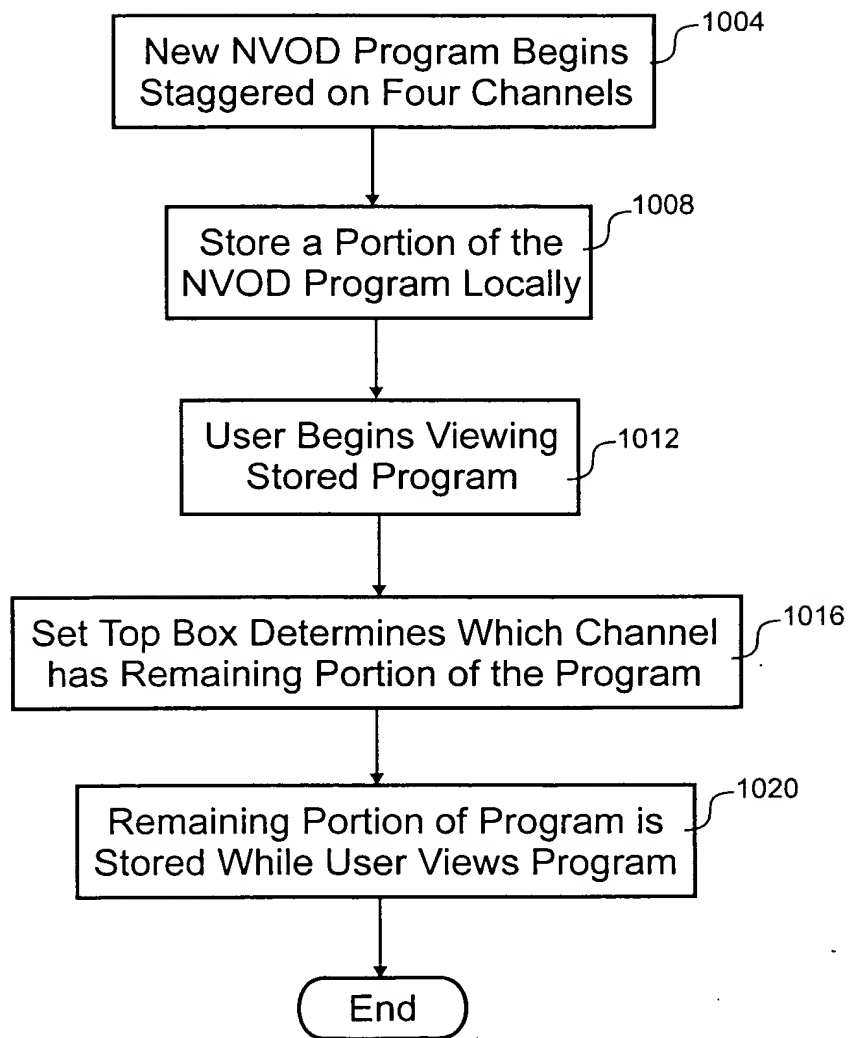 1004
New NVOD Program Begins
Staggered on Four Channels
1008
Store a Portion of the
NVOD Program Locally
User Begins Viewing
Stored Program
1012
Set Top Box Determines Which Channel
has Remaining Portion of the Program
1016
1020
Remaining Portion of Program is
Stored While User Views Program
End